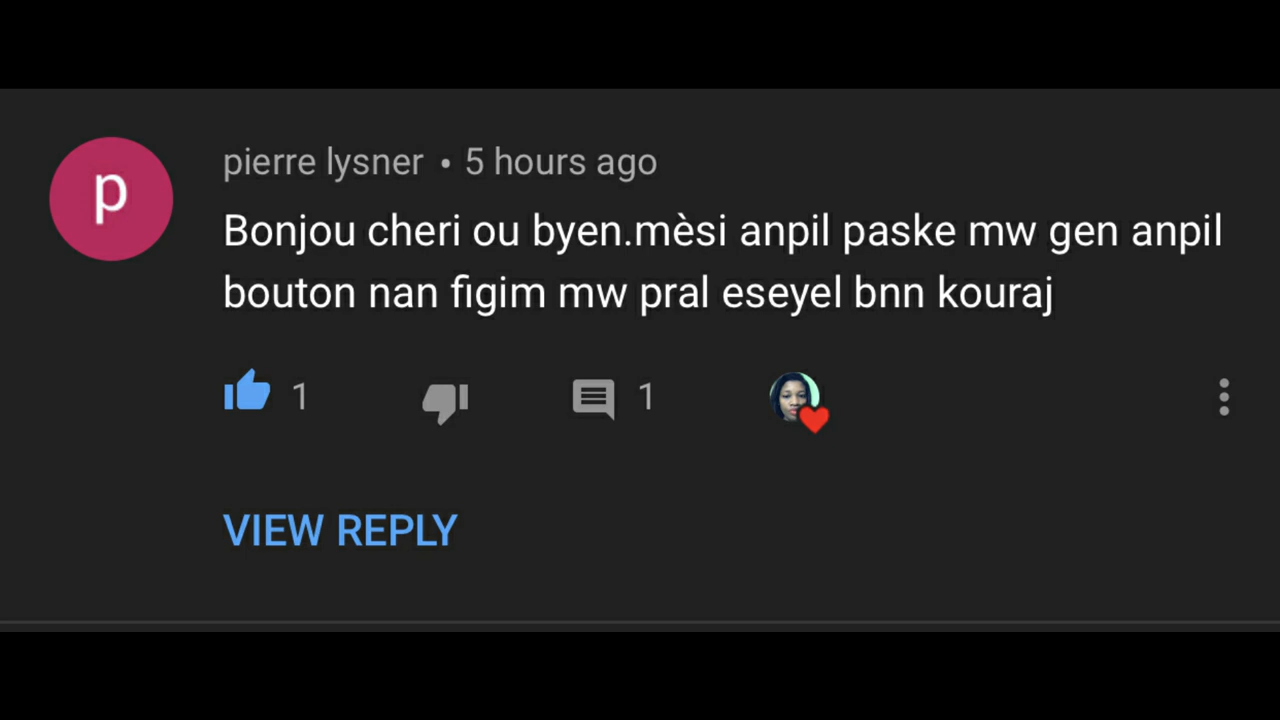 p
pierre lysner • 5 hours ago
Bonjou cheri ou byen.mèsi anpil paske mw gen anpil
bouton nan figim mw pral eseyel bnn kouraj
1 1
VIEW REPLY